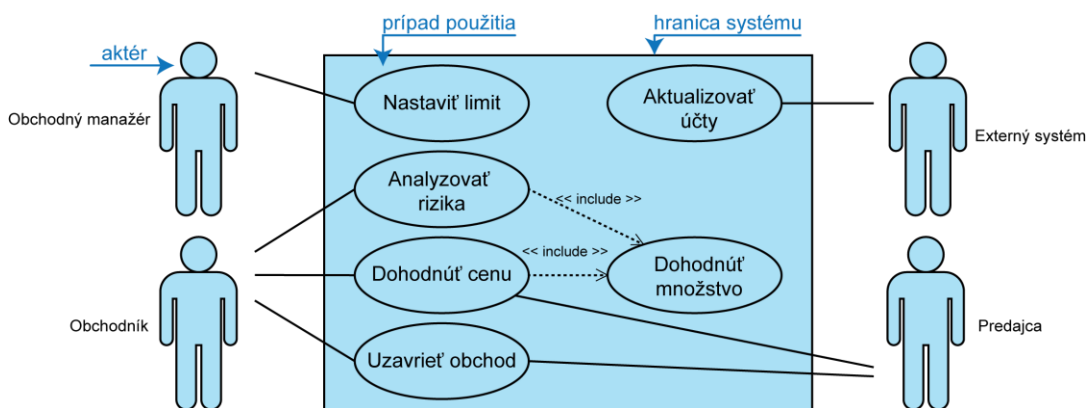 prípad použitia
hranica systému
aktér
Nastaviť limit
Aktualizovať
účty
Obchodný manažér
Externý systém
Analyzovať
rizika
<< include >>
<< include >>
Dohodnúť cenu
Dohodnúť
množstvo
Obchodník
Predajca
Uzavrieť obchod